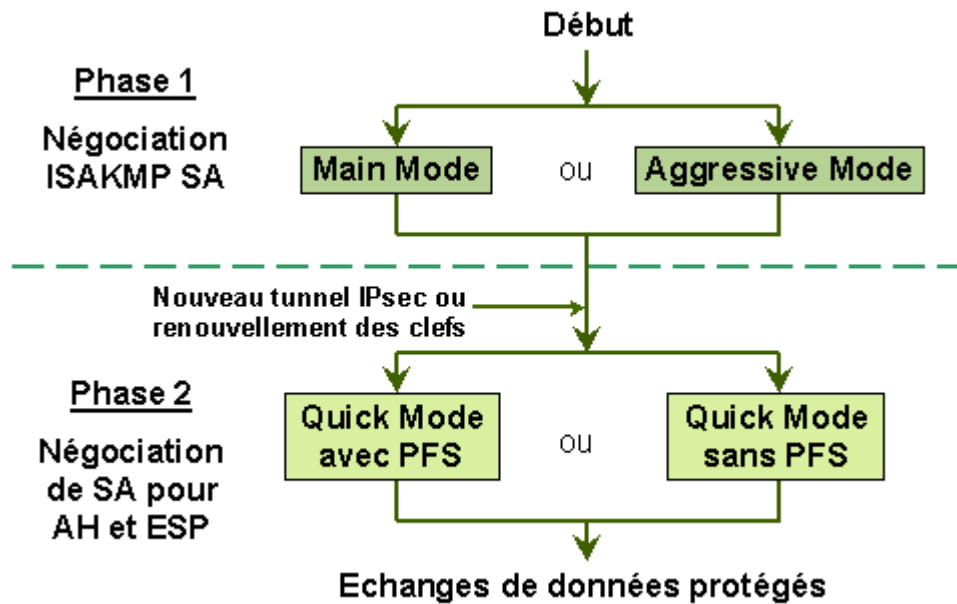 Début
Phase 1
Négociation
ISAKMP SA
Main Mode
ou
Aggressive Mode
Nouveau tunnel IPsec ou
renouvellement des clefs
Phase 2
Négociation
de SA pour
AH et ESP
Quick Mode
avec PFS
ou
Quick Mode
sans PFS
Echanges de données protégés